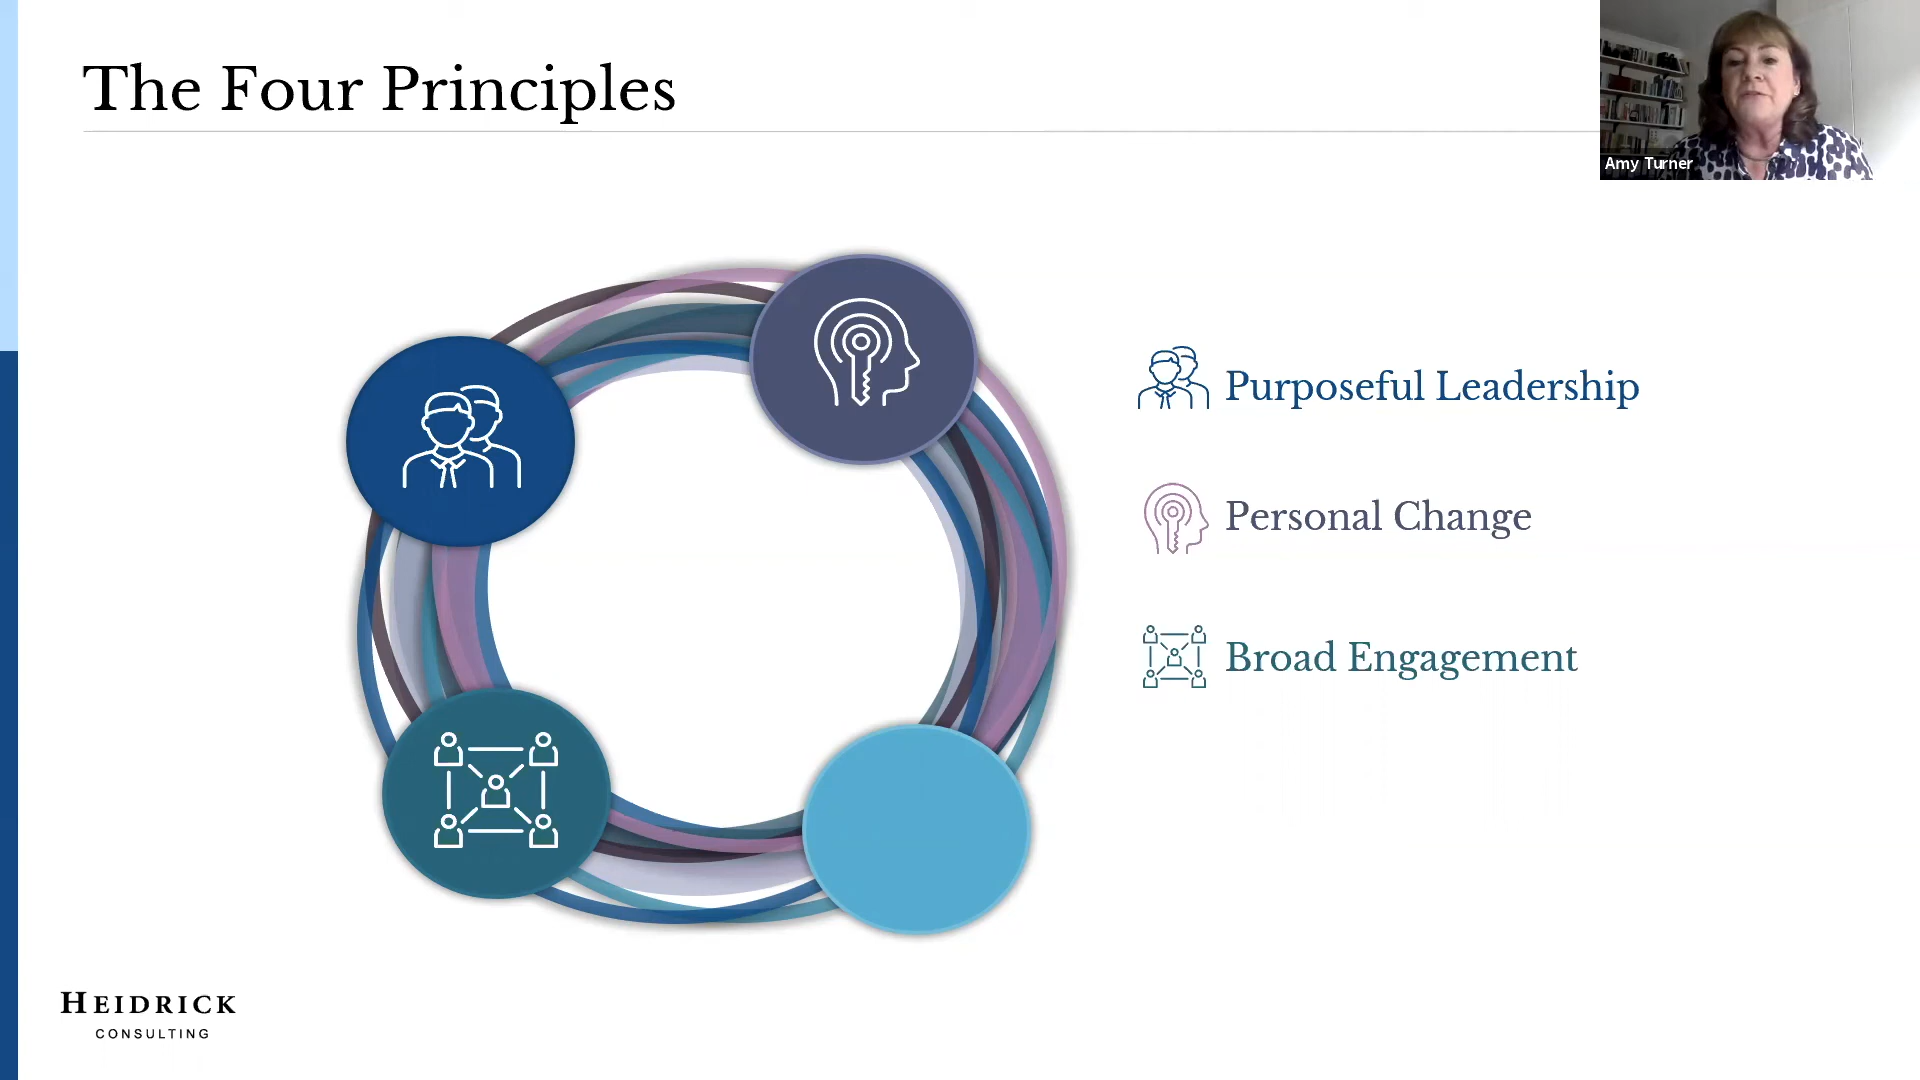 The Four Principles
Amy Turner
Purposeful Leadership
Personal Change
Broad Engagement
HEIDRICK
CONSULTING